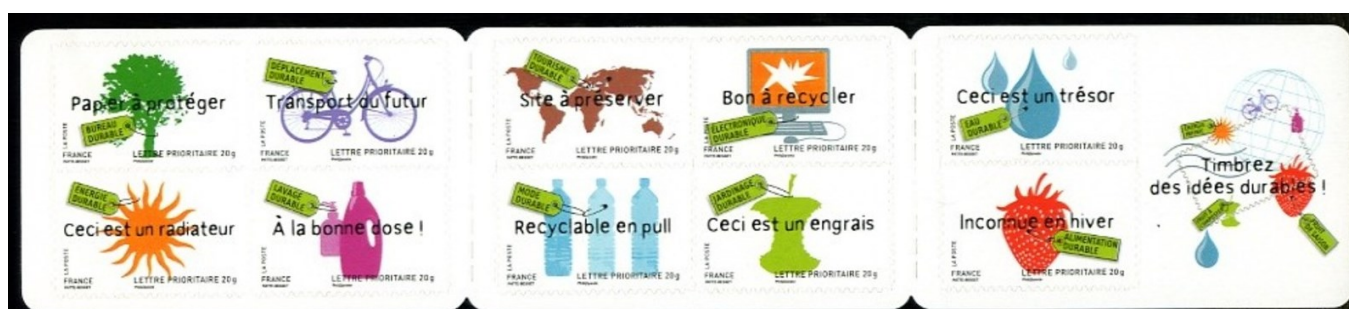 Papier à protéger
BUREAU DURABLE
LA POSTE
FRANCE
LETTRE PRIORITAIRE 20g
DÉPLACEMENT DURABLE
Transport du futur
LA POSTE
FRANCE
LETTRE PRIORITAIRE 20g
TOURISME DURABLE
Site à préserver
LA POSTE
FRANCE
LETTRE PRIORITAIRE 20g
Bon à recycler
ÉLECTRONIQUE DURABLE
LA POSTE
FRANCE
LETTRE PRIORITAIRE 20g
Ceci est un trésor
EAU DURABLE
LA POSTE
FRANCE
LETTRE PRIORITAIRE 20g
Timbrez
des idées durables !
ÉNERGIE DURABLE
Ceci est un radiateur
LA POSTE
FRANCE
LETTRE PRIORITAIRE 20g
LAVAGE DURABLE
À la bonne dose !
LA POSTE
FRANCE
LETTRE PRIORITAIRE 20g
MODE DURABLE
Recyclable en pull
LA POSTE
FRANCE
LETTRE PRIORITAIRE 20g
JARDINAGE DURABLE
Ceci est un engrais
LA POSTE
FRANCE
LETTRE PRIORITAIRE 20g
Inconnue en hiver
ALIMENTATION DURABLE
LA POSTE
FRANCE
LETTRE PRIORITAIRE 20g